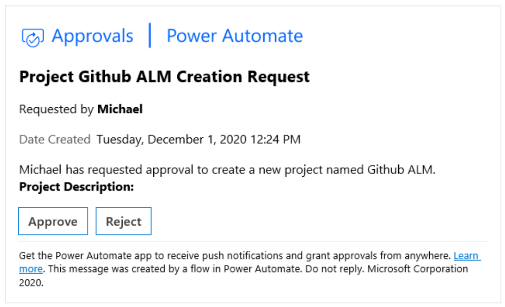 Approvals | Power Automate
Project Github ALM Creation Request
Requested by Michael
Date Created Tuesday, December 1, 2020 12:24 PM
Michael has requested approval to create a new project named Github ALM.
Project Description:
Approve Reject
Get the Power Automate app to receive push notifications and grant approvals from anywhere. Learn
more. This message was created by a flow in Power Automate. Do not reply. Microsoft Corporation
2020.